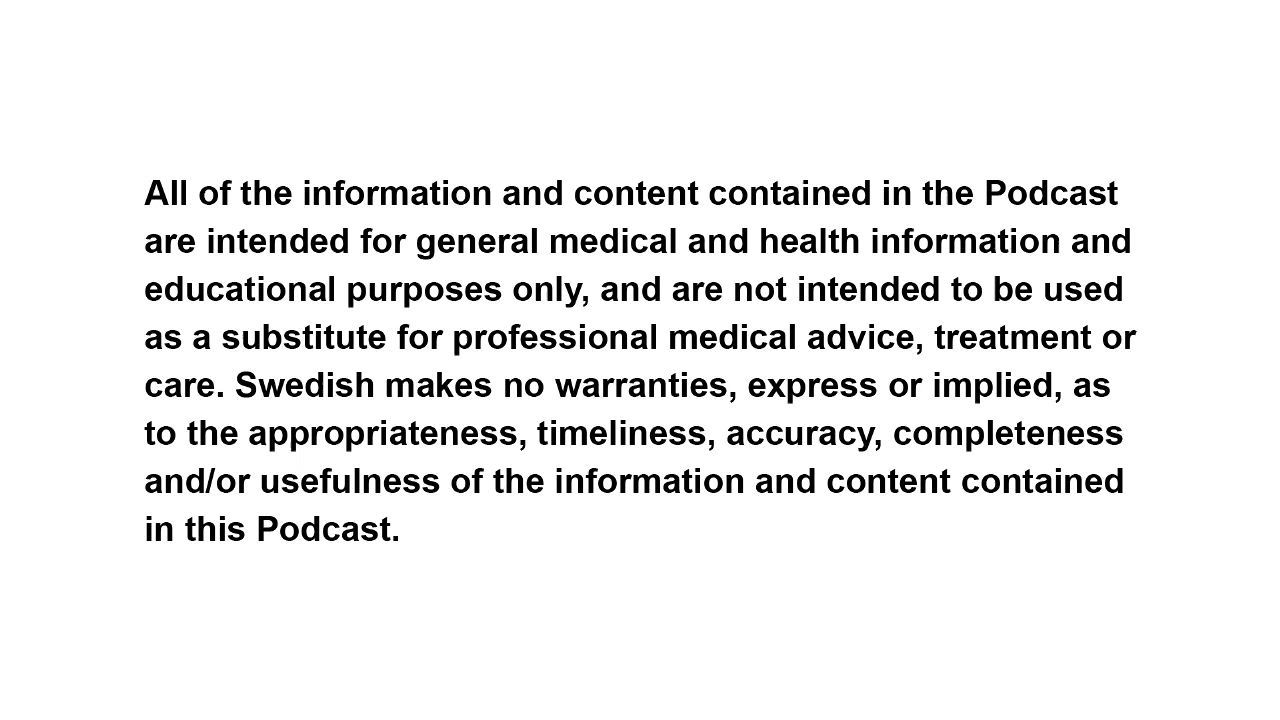 All of the information and content contained in the Podcast
are intended for general medical and health information and
educational purposes only, and are not intended to be used
as a substitute for professional medical advice, treatment or
care. Swedish makes no warranties, express or implied, as
to the appropriateness, timeliness, accuracy, completeness
and/or usefulness of the information and content contained
in this Podcast.